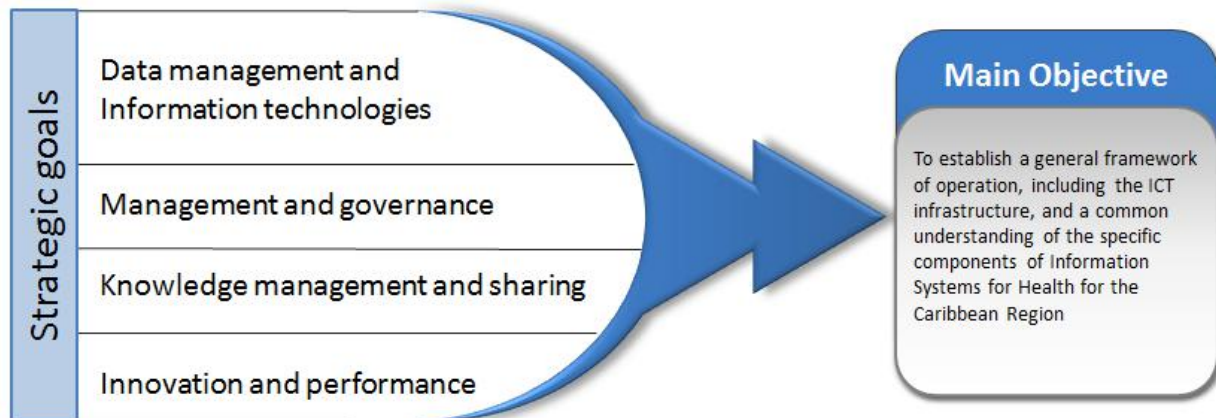 Strategic goals
Data management and
Information technologies
Management and governance
Knowledge management and sharing
Innovation and performance
Main Objective
To establish a general framework
of operation, including the ICT
infrastructure, and a common
understanding of the specific
components of Information
Systems for Health for the
Caribbean Region